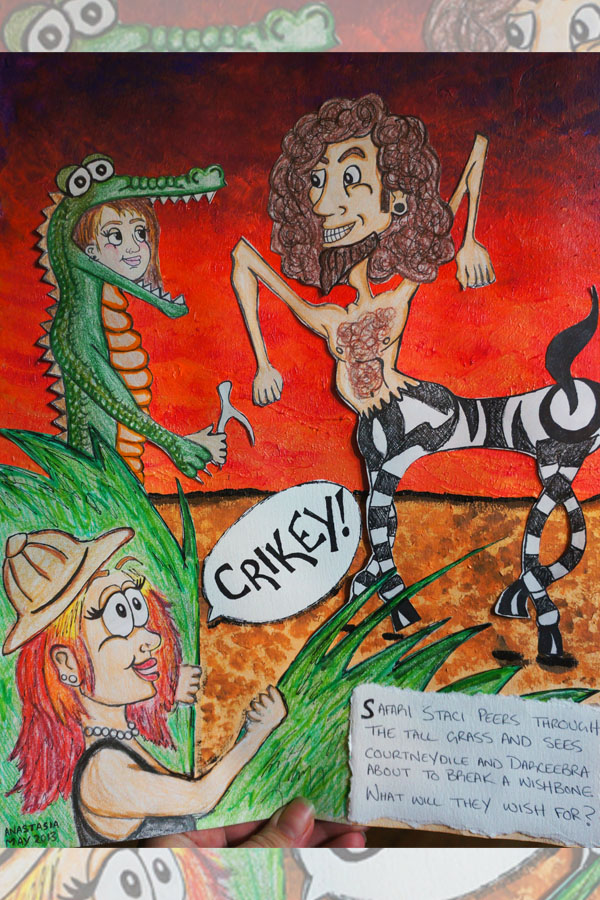 CRIKEY!
SAFARI STACI PEERS THROUGH
THE TALL GRASS AND SEES
COURTNEYDILE AND DARCEEBRA
ABOUT TO BREAK A WISHBONE
WHAT WILL THEY WISH FOR?
ANASTASIA
MAY 2013